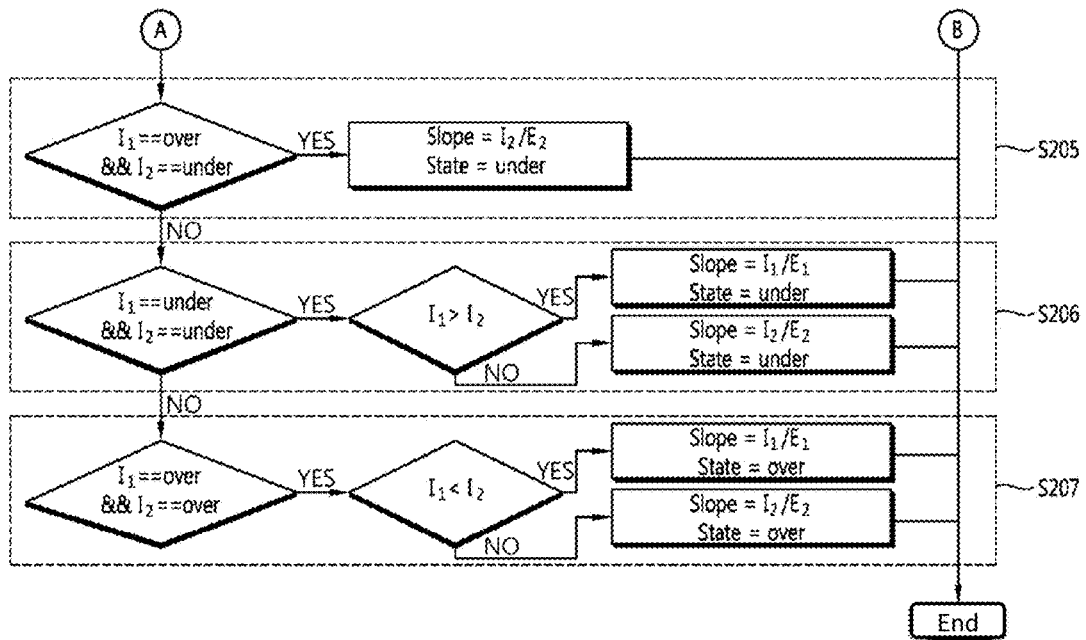 A
B
I₁==over
&& I₂==under
YES
Slope = I₂/E₂
State = under
S205
NO
I₁==under
&& I₂==under
YES
I₁ > I₂
YES
Slope = I₁/E₁
State = under
NO
Slope = I₂/E₂
State = under
S206
NO
I₁==over
&& I₂==over
YES
I₁ < I₂
YES
Slope = I₁/E₁
State = over
NO
Slope = I₂/E₂
State = over
S207
End